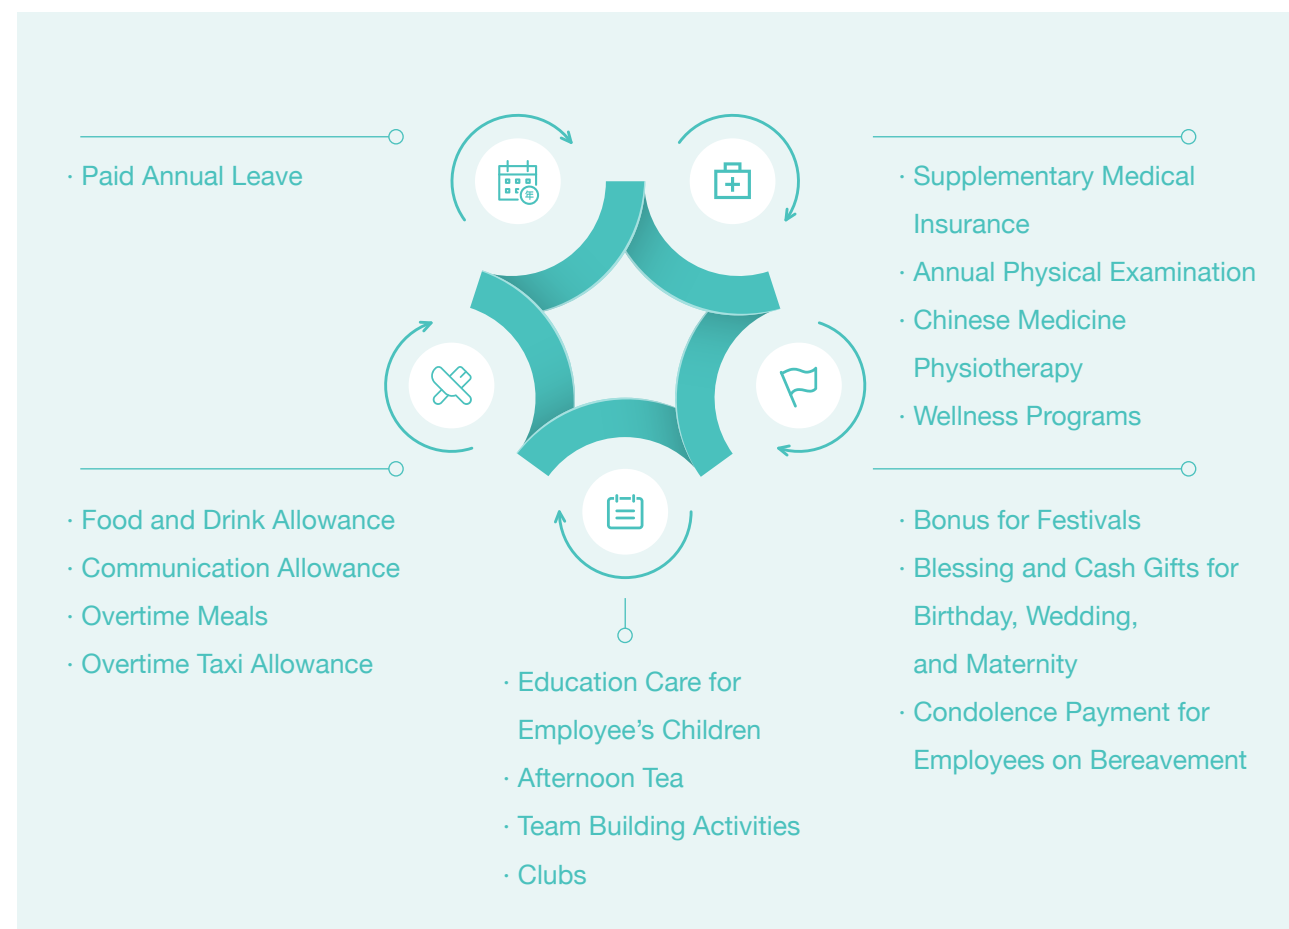 · Paid Annual Leave
年
· Supplementary Medical
Insurance
· Annual Physical Examination
· Chinese Medicine
Physiotherapy
· Wellness Programs
· Food and Drink Allowance
· Communication Allowance
· Overtime Meals
· Overtime Taxi Allowance
· Education Care for
Employee’s Children
· Afternoon Tea
· Team Building Activities
· Clubs
· Bonus for Festivals
· Blessing and Cash Gifts for
Birthday, Wedding,
and Maternity
· Condolence Payment for
Employees on Bereavement